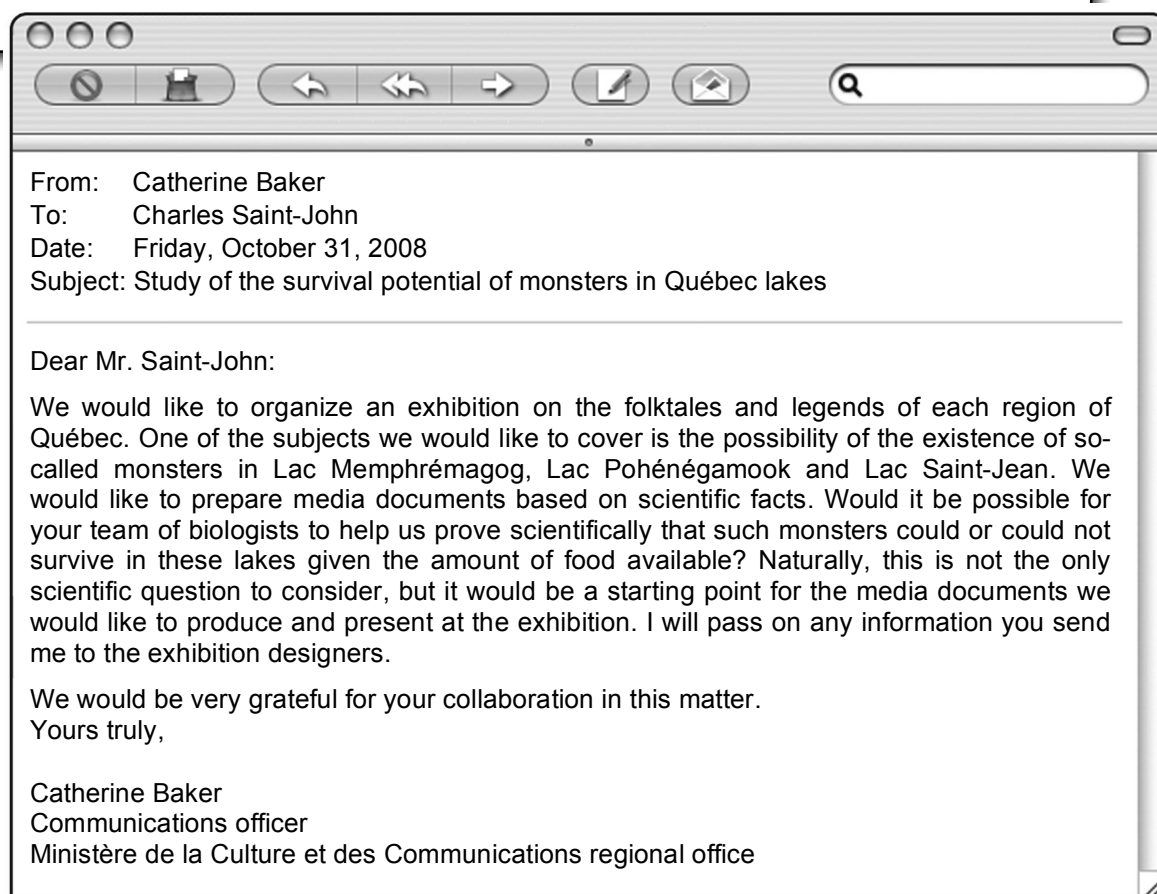 From: Catherine Baker
To: Charles Saint-John
Date: Friday, October 31, 2008
Subject: Study of the survival potential of monsters in Québec lakes
Dear Mr. Saint-John:
We would like to organize an exhibition on the folktales and legends of each region of
Québec. One of the subjects we would like to cover is the possibility of the existence of so-
called monsters in Lac Memphrémagog, Lac Pohénégamook and Lac Saint-Jean. We
would like to prepare media documents based on scientific facts. Would it be possible for
your team of biologists to help us prove scientifically that such monsters could or could not
survive in these lakes given the amount of food available? Naturally, this is not the only
scientific question to consider, but it would be a starting point for the media documents we
would like to produce and present at the exhibition. I will pass on any information you send
me to the exhibition designers.
We would be very grateful for your collaboration in this matter.
Yours truly,
Catherine Baker
Communications officer
Ministère de la Culture et des Communications regional office